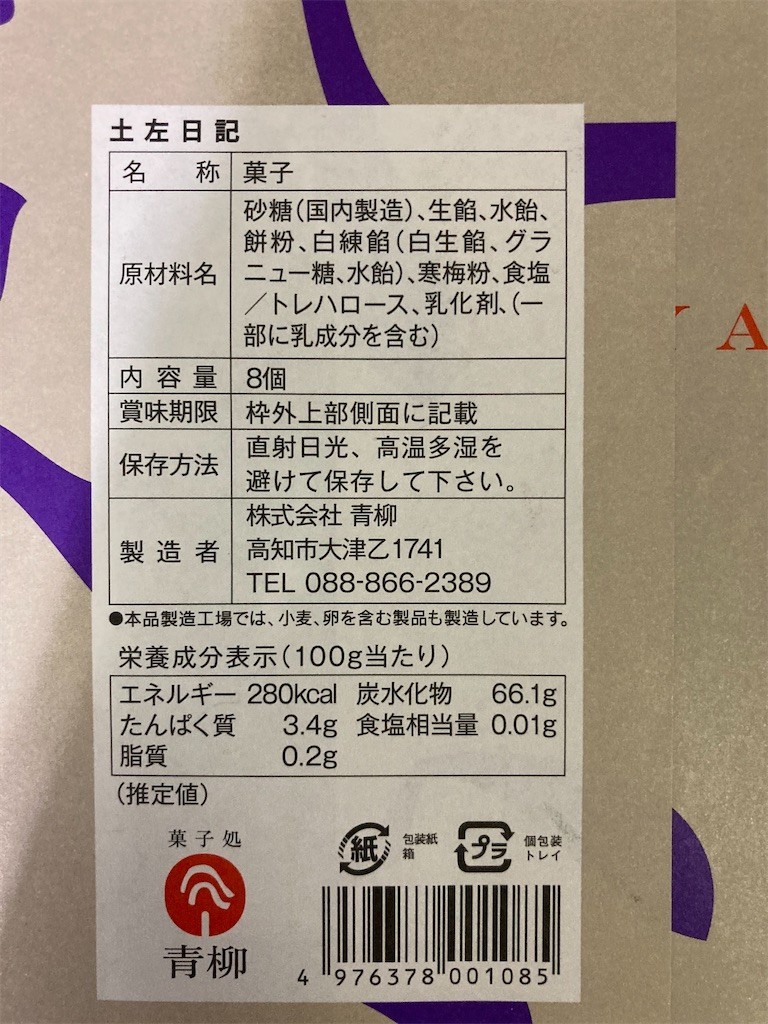 土左日記
名称 菓子
原材料名 砂糖(国内製造)、生餡、水飴、
餅粉、白練餡(白生餡、グラ
ニュー糖、水飴)、寒梅粉、食塩
/トレハロース、乳化剤、(一
部に乳成分を含む)
内容量 8個
賞味期限 枠外上部側面に記載
保存方法 直射日光、高温多湿を
避けて保存して下さい。
製造者 株式会社 青柳
高知市大津乙1741
TEL 088-866-2389
●本品製造工場では、小麦、卵を含む製品も製造しています。
栄養成分表示(100g当たり)
エネルギー 280kcal 炭水化物 66.1g
たんぱく質 3.4g 食塩相当量 0.01g
脂質 0.2g
(推定値)
菓子処
青柳
紙 包装紙
箱
プラ 個包装
トレイ
4 976378 001085
A